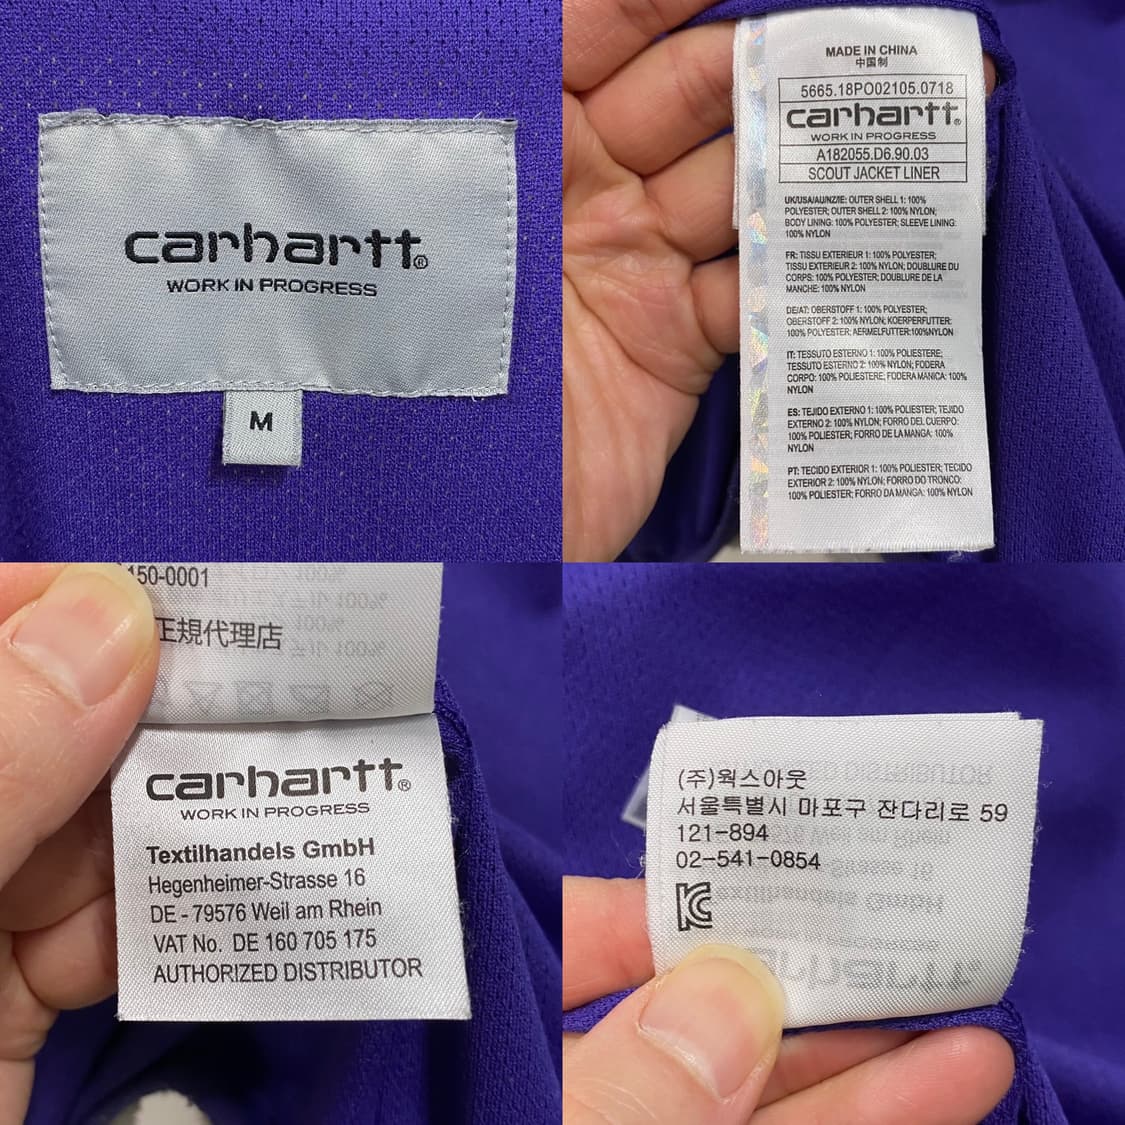 carhartt®
WORK IN PROGRESS
M
MADE IN CHINA
中国制
5665.18PO02105.0718
carhartt®
WORK IN PROGRESS
A182055.D6.90.03
SCOUT JACKET LINER
UK/USA/AU/NZ/IE: OUTER SHELL 1: 100%
POLYESTER; OUTER SHELL 2: 100% NYLON;
BODY LINING: 100% POLYESTER; SLEEVE LINING:
100% NYLON
FR: TISSU EXTERIEUR 1: 100% POLYESTER;
TISSU EXTERIEUR 2: 100% NYLON; DOUBLURE DU
CORPS: 100% POLYESTER; DOUBLURE DE LA
MANCHE: 100% NYLON
DE/AT: OBERSTOFF 1: 100% POLYESTER;
OBERSTOFF 2: 100% NYLON; KOERPERFUTTER:
100% POLYESTER; AERMELFUTTER:100%NYLON
IT: TESSUTO ESTERNO 1: 100% POLIESTERE;
TESSUTO ESTERNO 2: 100% NYLON; FODERA
CORPO: 100% POLIESTERE; FODERA MANICA: 100%
NYLON
ES: TEJIDO EXTERNO 1: 100% POLIESTER; TEJIDO
EXTERNO 2: 100% NYLON; FORRO DEL CUERPO:
100% POLIESTER; FORRO DE LA MANGA: 100%
NYLON
PT: TECIDO EXTERIOR 1: 100% POLIESTER; TECIDO
EXTERIOR 2: 100% NYLON; FORRO DO TRONCO:
100% POLIESTER; FORRO DA MANGA: 100% NYLON
150-0001
正規代理店
carhartt®
WORK IN PROGRESS
Textilhandels GmbH
Hegenheimer-Strasse 16
DE - 79576 Weil am Rhein
VAT No. DE 160 705 175
AUTHORIZED DISTRIBUTOR
(주)웍스아웃
서울특별시 마포구 잔다리로 59
121-894
02-541-0854